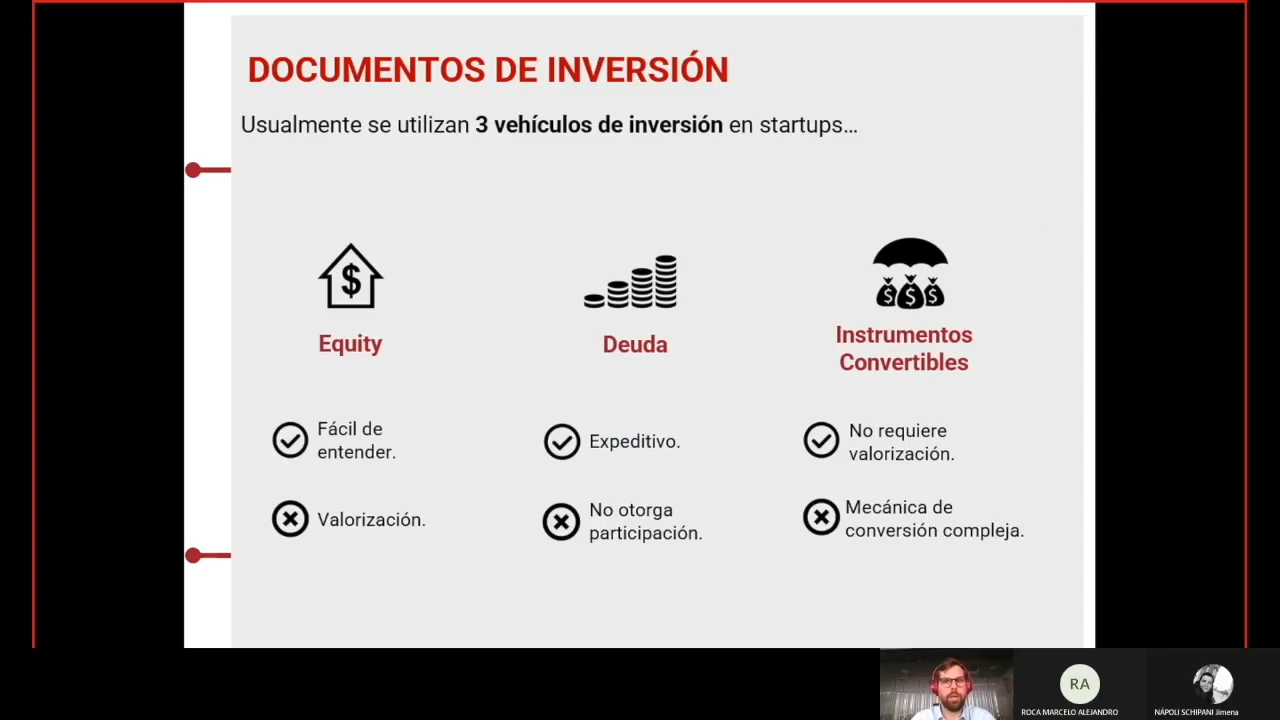 DOCUMENTOS DE INVERSIÓN
Usualmente se utilizan 3 vehículos de inversión en startups...
Equity
Fácil de
entender.
Valorización.
Deuda
Expeditivo.
No otorga
participación.
Instrumentos
Convertibles
No requiere
valorización.
Mecánica de
conversión compleja.
RA
ROCA MARCELO ALEJANDRO
NÁPOLI SCHIPANI Jimena